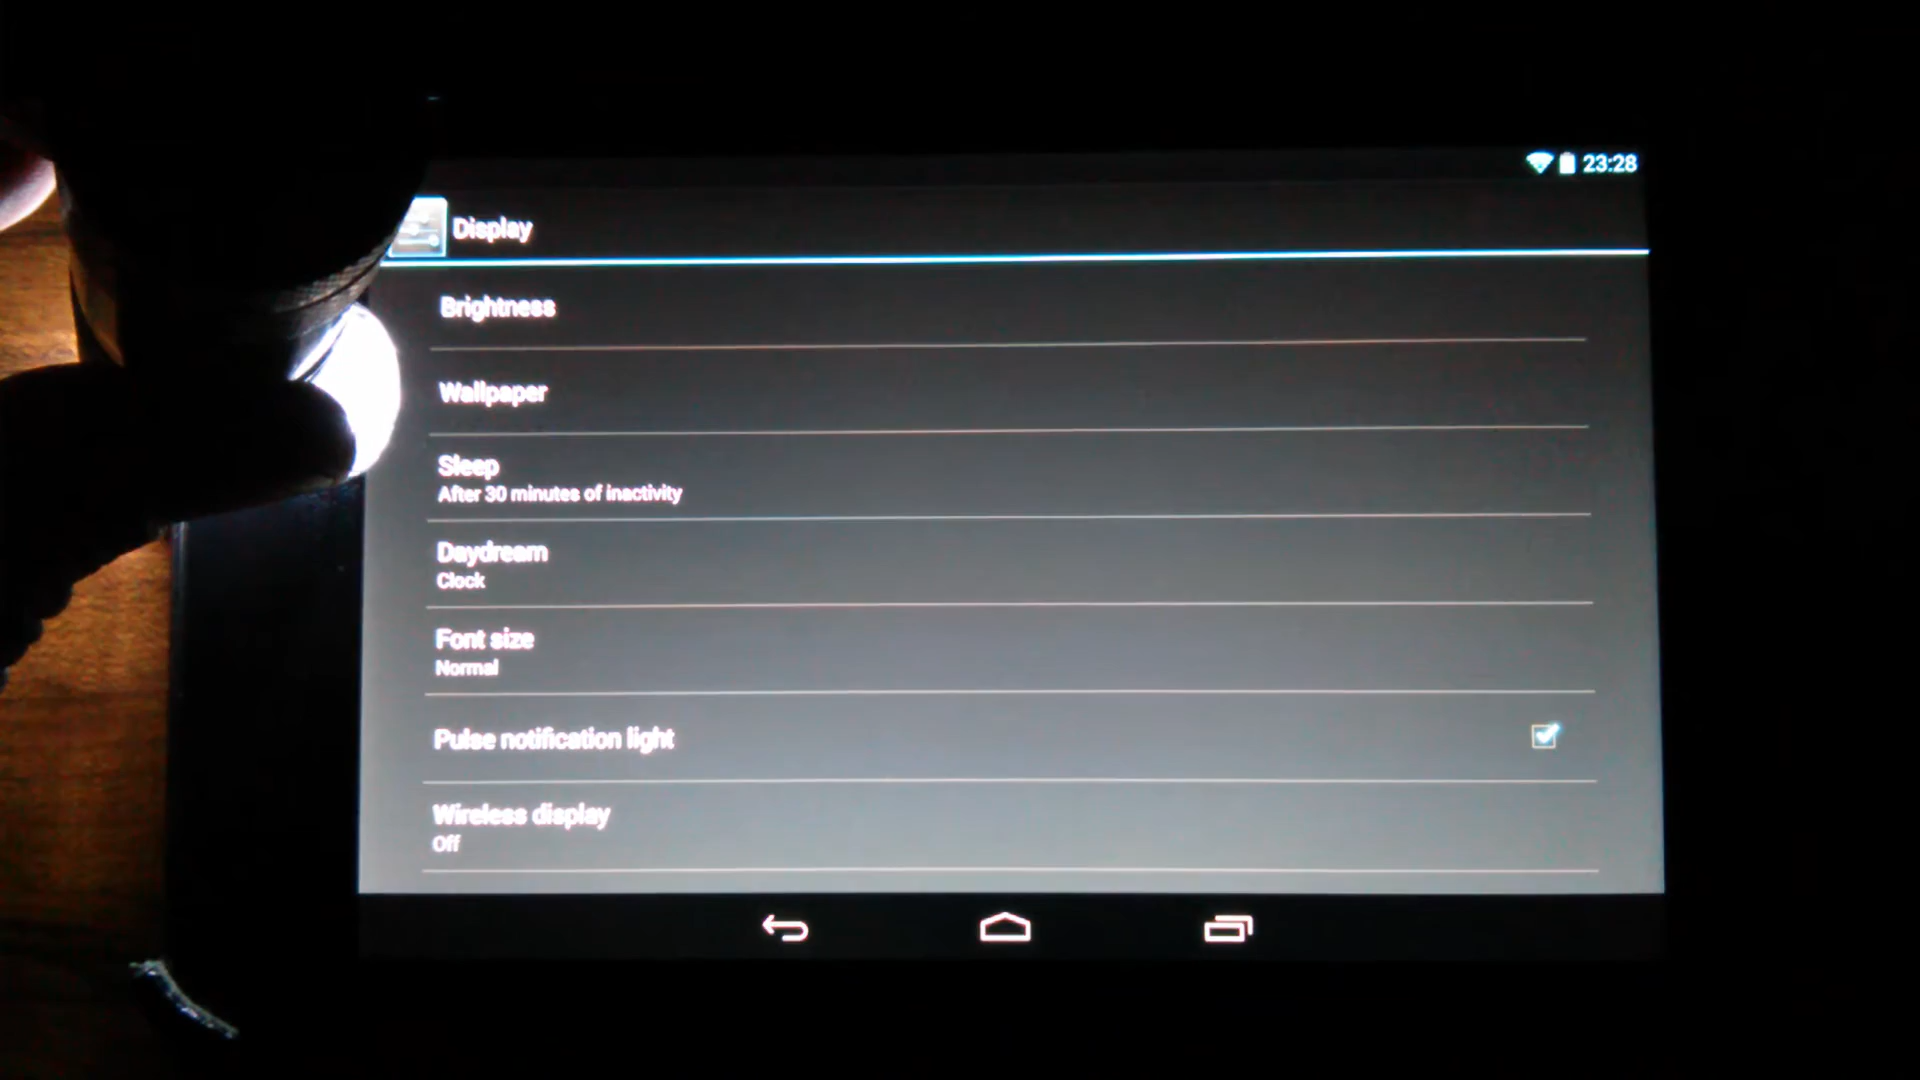 23:28
Display
Brightness
Wallpaper
Sleep
After 30 minutes of inactivity
Daydream
Clock
Font size
Normal
Pulse notification light
Wireless display
Off